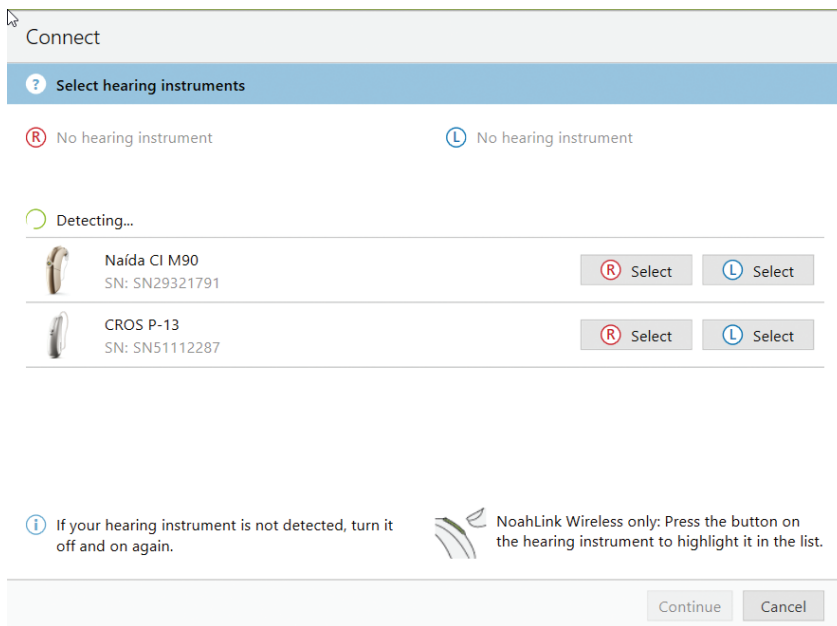 Connect
? Select hearing instruments
R No hearing instrument
L No hearing instrument
Detecting...
Naída CI M90
SN: SN29321791
R Select
L Select
CROS P-13
SN: SN51112287
R Select
L Select
i If your hearing instrument is not detected, turn it
off and on again.
NoahLink Wireless only: Press the button on
the hearing instrument to highlight it in the list.
Continue
Cancel